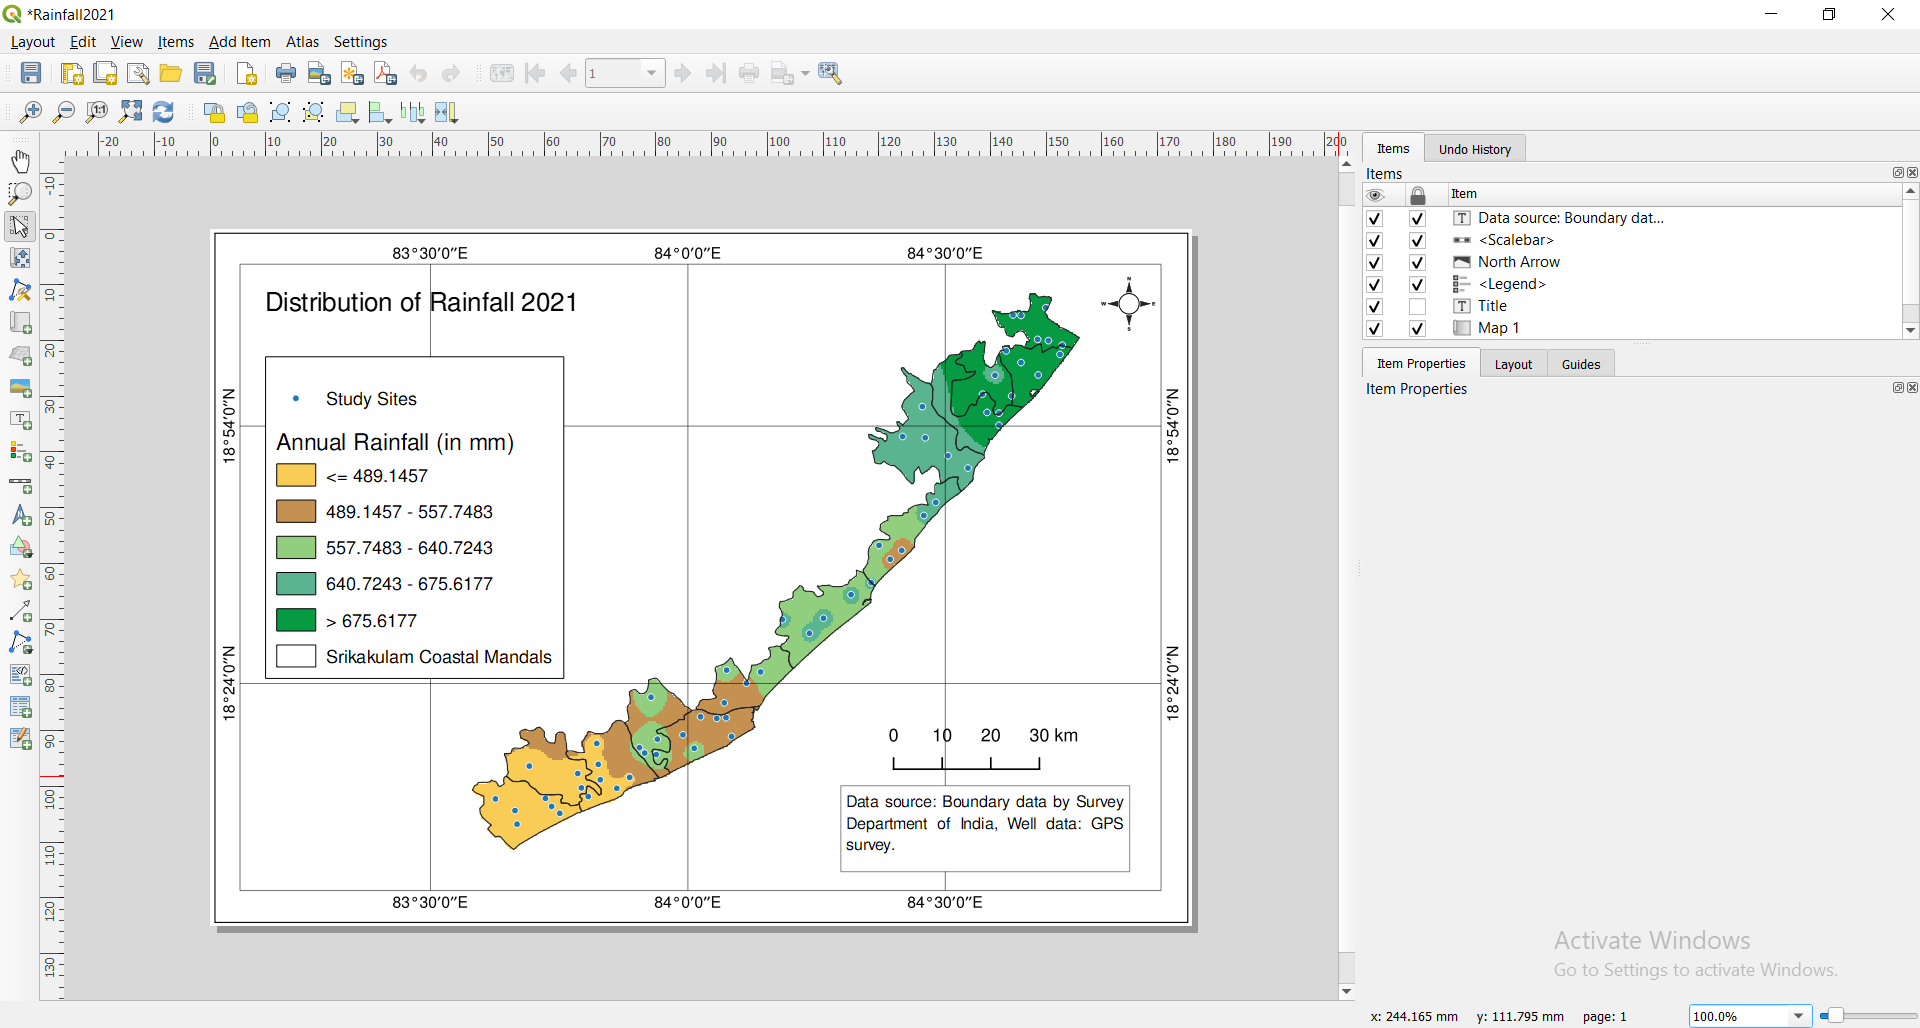 *Rainfall2021
Layout Edit View Items Add Item Atlas Settings
1
-20 -10 0 10 20 30 40 50 60 70 80 90 100 110 120 130 140 150 160 170 180 190 200
-10 0 10 20 30 40 50 60 70 80 90 100 110 120 130
83°30′0″E 84°0′0″E 84°30′0″E
Distribution of Rainfall 2021
N
W E
S
18°54′0″N 18°54′0″N
Study Sites
Annual Rainfall (in mm)
<= 489.1457
489.1457 - 557.7483
557.7483 - 640.7243
640.7243 - 675.6177
> 675.6177
Srikakulam Coastal Mandals
18°24′0″N 18°24′0″N
0 10 20 30 km
Data source: Boundary data by Survey
Department of India, Well data: GPS
survey.
83°30′0″E 84°0′0″E 84°30′0″E
Items Undo History
Items
Item
Data source: Boundary dat...
<Scalebar>
North Arrow
<Legend>
Title
Map 1
Item Properties Layout Guides
Item Properties
Activate Windows
Go to Settings to activate Windows.
x: 244.165 mm y: 111.795 mm page: 1 100.0%